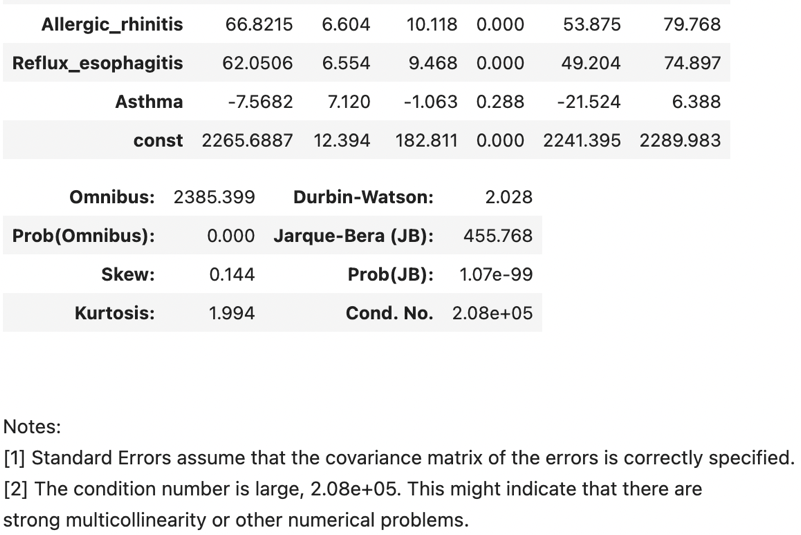 Allergic_rhinitis 66.8215 6.604 10.118 0.000 53.875 79.768
Reflux_esophagitis 62.0506 6.554 9.468 0.000 49.204 74.897
Asthma -7.5682 7.120 -1.063 0.288 -21.524 6.388
const 2265.6887 12.394 182.811 0.000 2241.395 2289.983
Omnibus: 2385.399 Durbin-Watson: 2.028
Prob(Omnibus): 0.000 Jarque-Bera (JB): 455.768
Skew: 0.144 Prob(JB): 1.07e-99
Kurtosis: 1.994 Cond. No. 2.08e+05
Notes:
[1] Standard Errors assume that the covariance matrix of the errors is correctly specified.
[2] The condition number is large, 2.08e+05. This might indicate that there are
strong multicollinearity or other numerical problems.